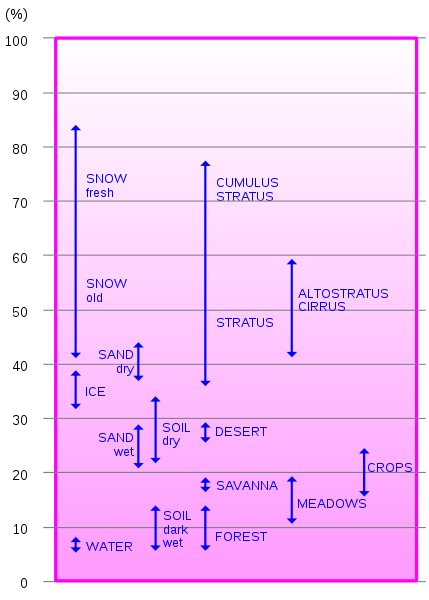 (%)
100
90
80
70
60
50
40
30
20
10
0
SNOW
fresh
SNOW
old
CUMULUS
STRATUS
STRATUS
ALTOSTRATUS
CIRRUS
SAND
dry
ICE
SOIL
dry
SAND
wet
DESERT
CROPS
SAVANNA
MEADOWS
SOIL
dark
wet
FOREST
WATER